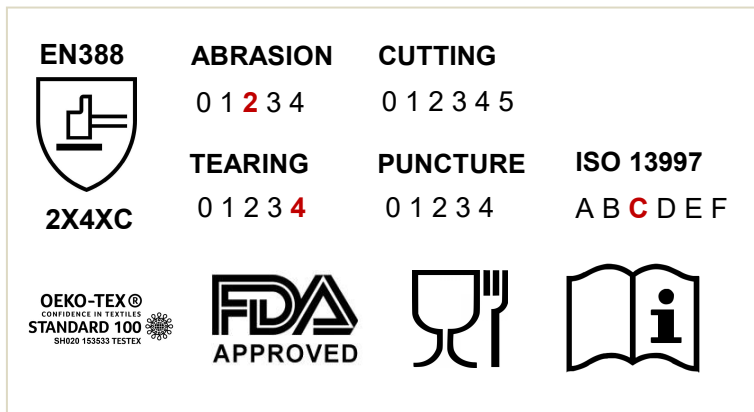 EN388
ABRASION
CUTTING
0 1 2 3 4
0 1 2 3 4 5
TEARING
PUNCTURE
ISO 13997
2X4XC
0 1 2 3 4
0 1 2 3 4
A B C D E F
OEKO-TEX®
CONFIDENCE IN TEXTILES
STANDARD 100
SH020 153533 TESTEX
FDA
APPROVED
i